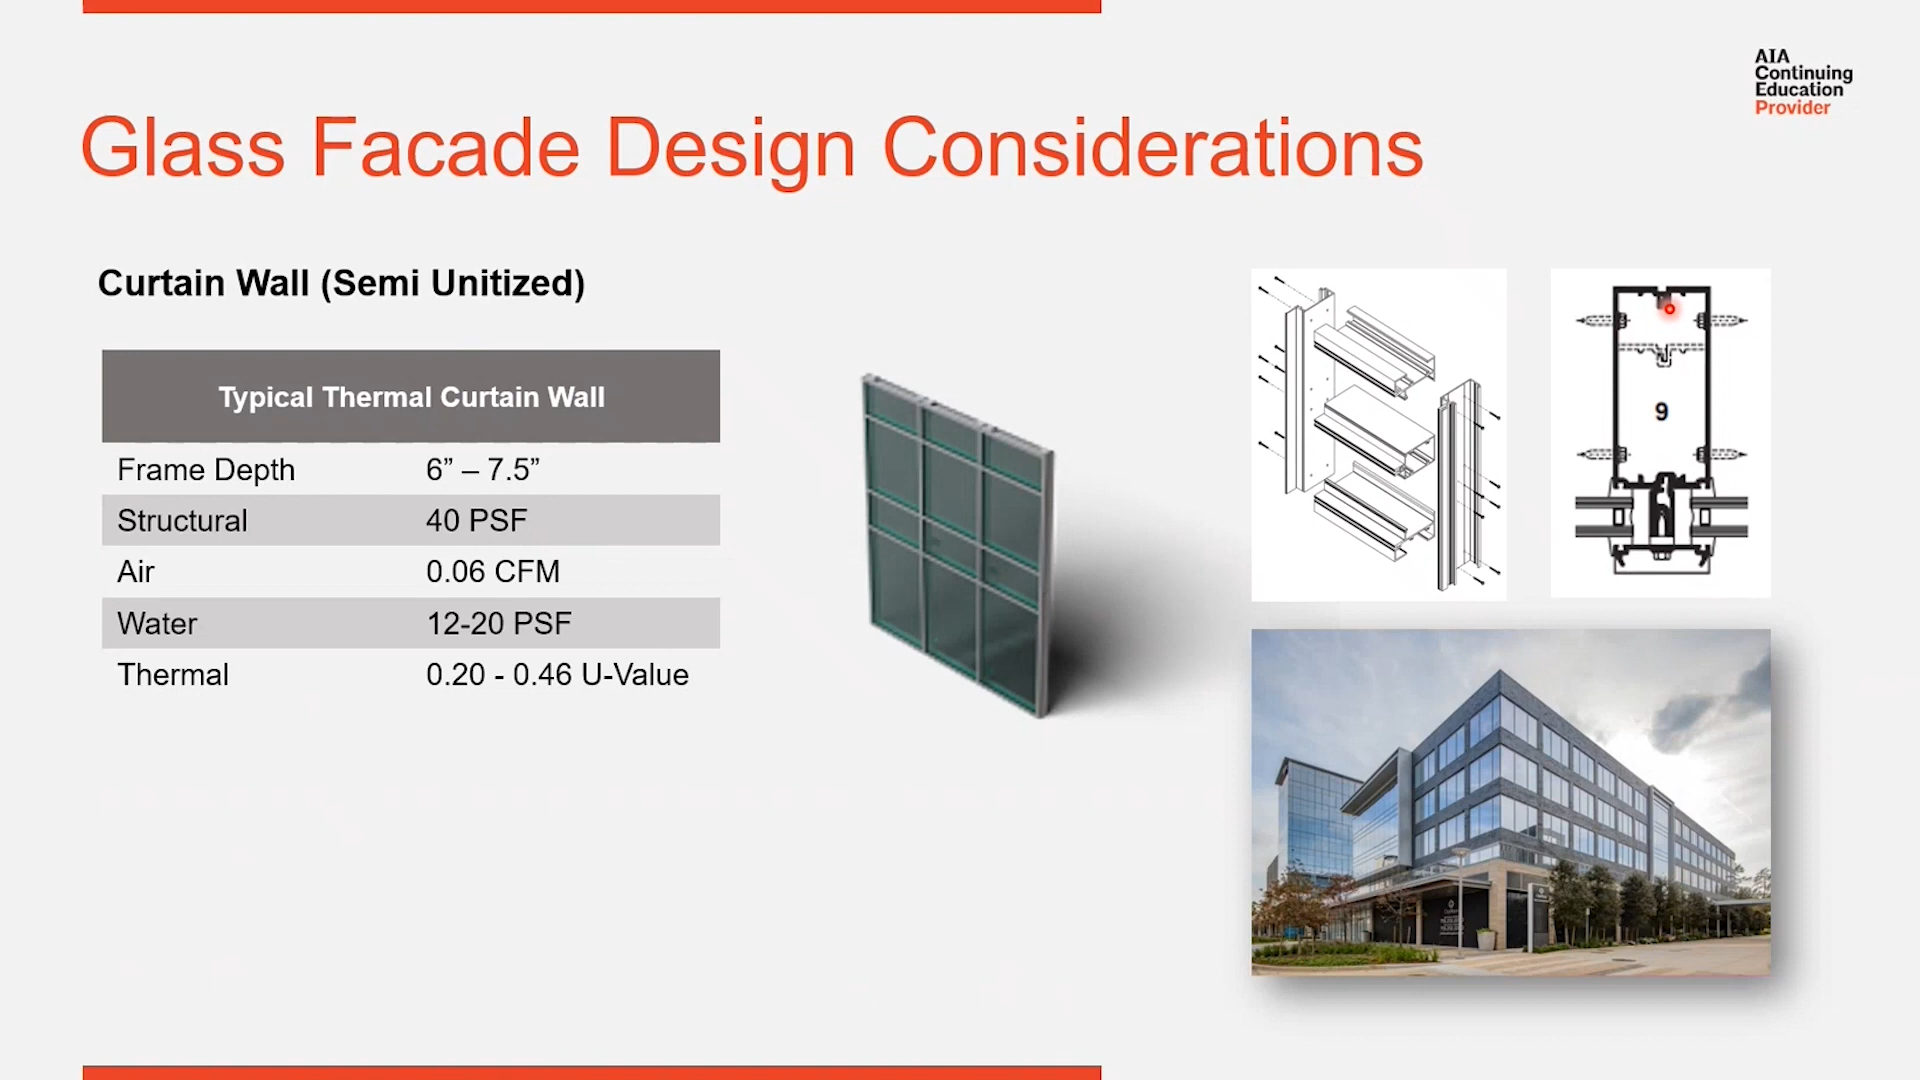 AIA
Continuing
Education
Provider
Glass Facade Design Considerations
Curtain Wall (Semi Unitized)
Typical Thermal Curtain Wall
Frame Depth 6” – 7.5”
Structural 40 PSF
Air 0.06 CFM
Water 12-20 PSF
Thermal 0.20 - 0.46 U-Value
9